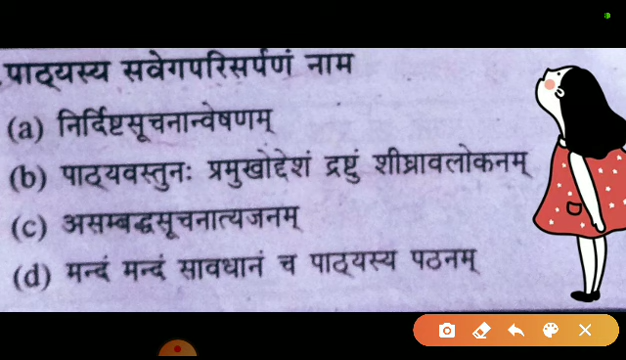 पाठ्यस्य सवेगपरिसर्पणं नाम
(a) निर्दिष्टसूचनान्वेषणम्
(b) पाठ्यवस्तुनः प्रमुखोद्देशं द्रष्टुं शीघ्रावलोकनम्
(c) असम्बद्धसूचनात्यजनम्
(d) मन्दं मन्दं सावधानं च पाठ्यस्य पठनम्